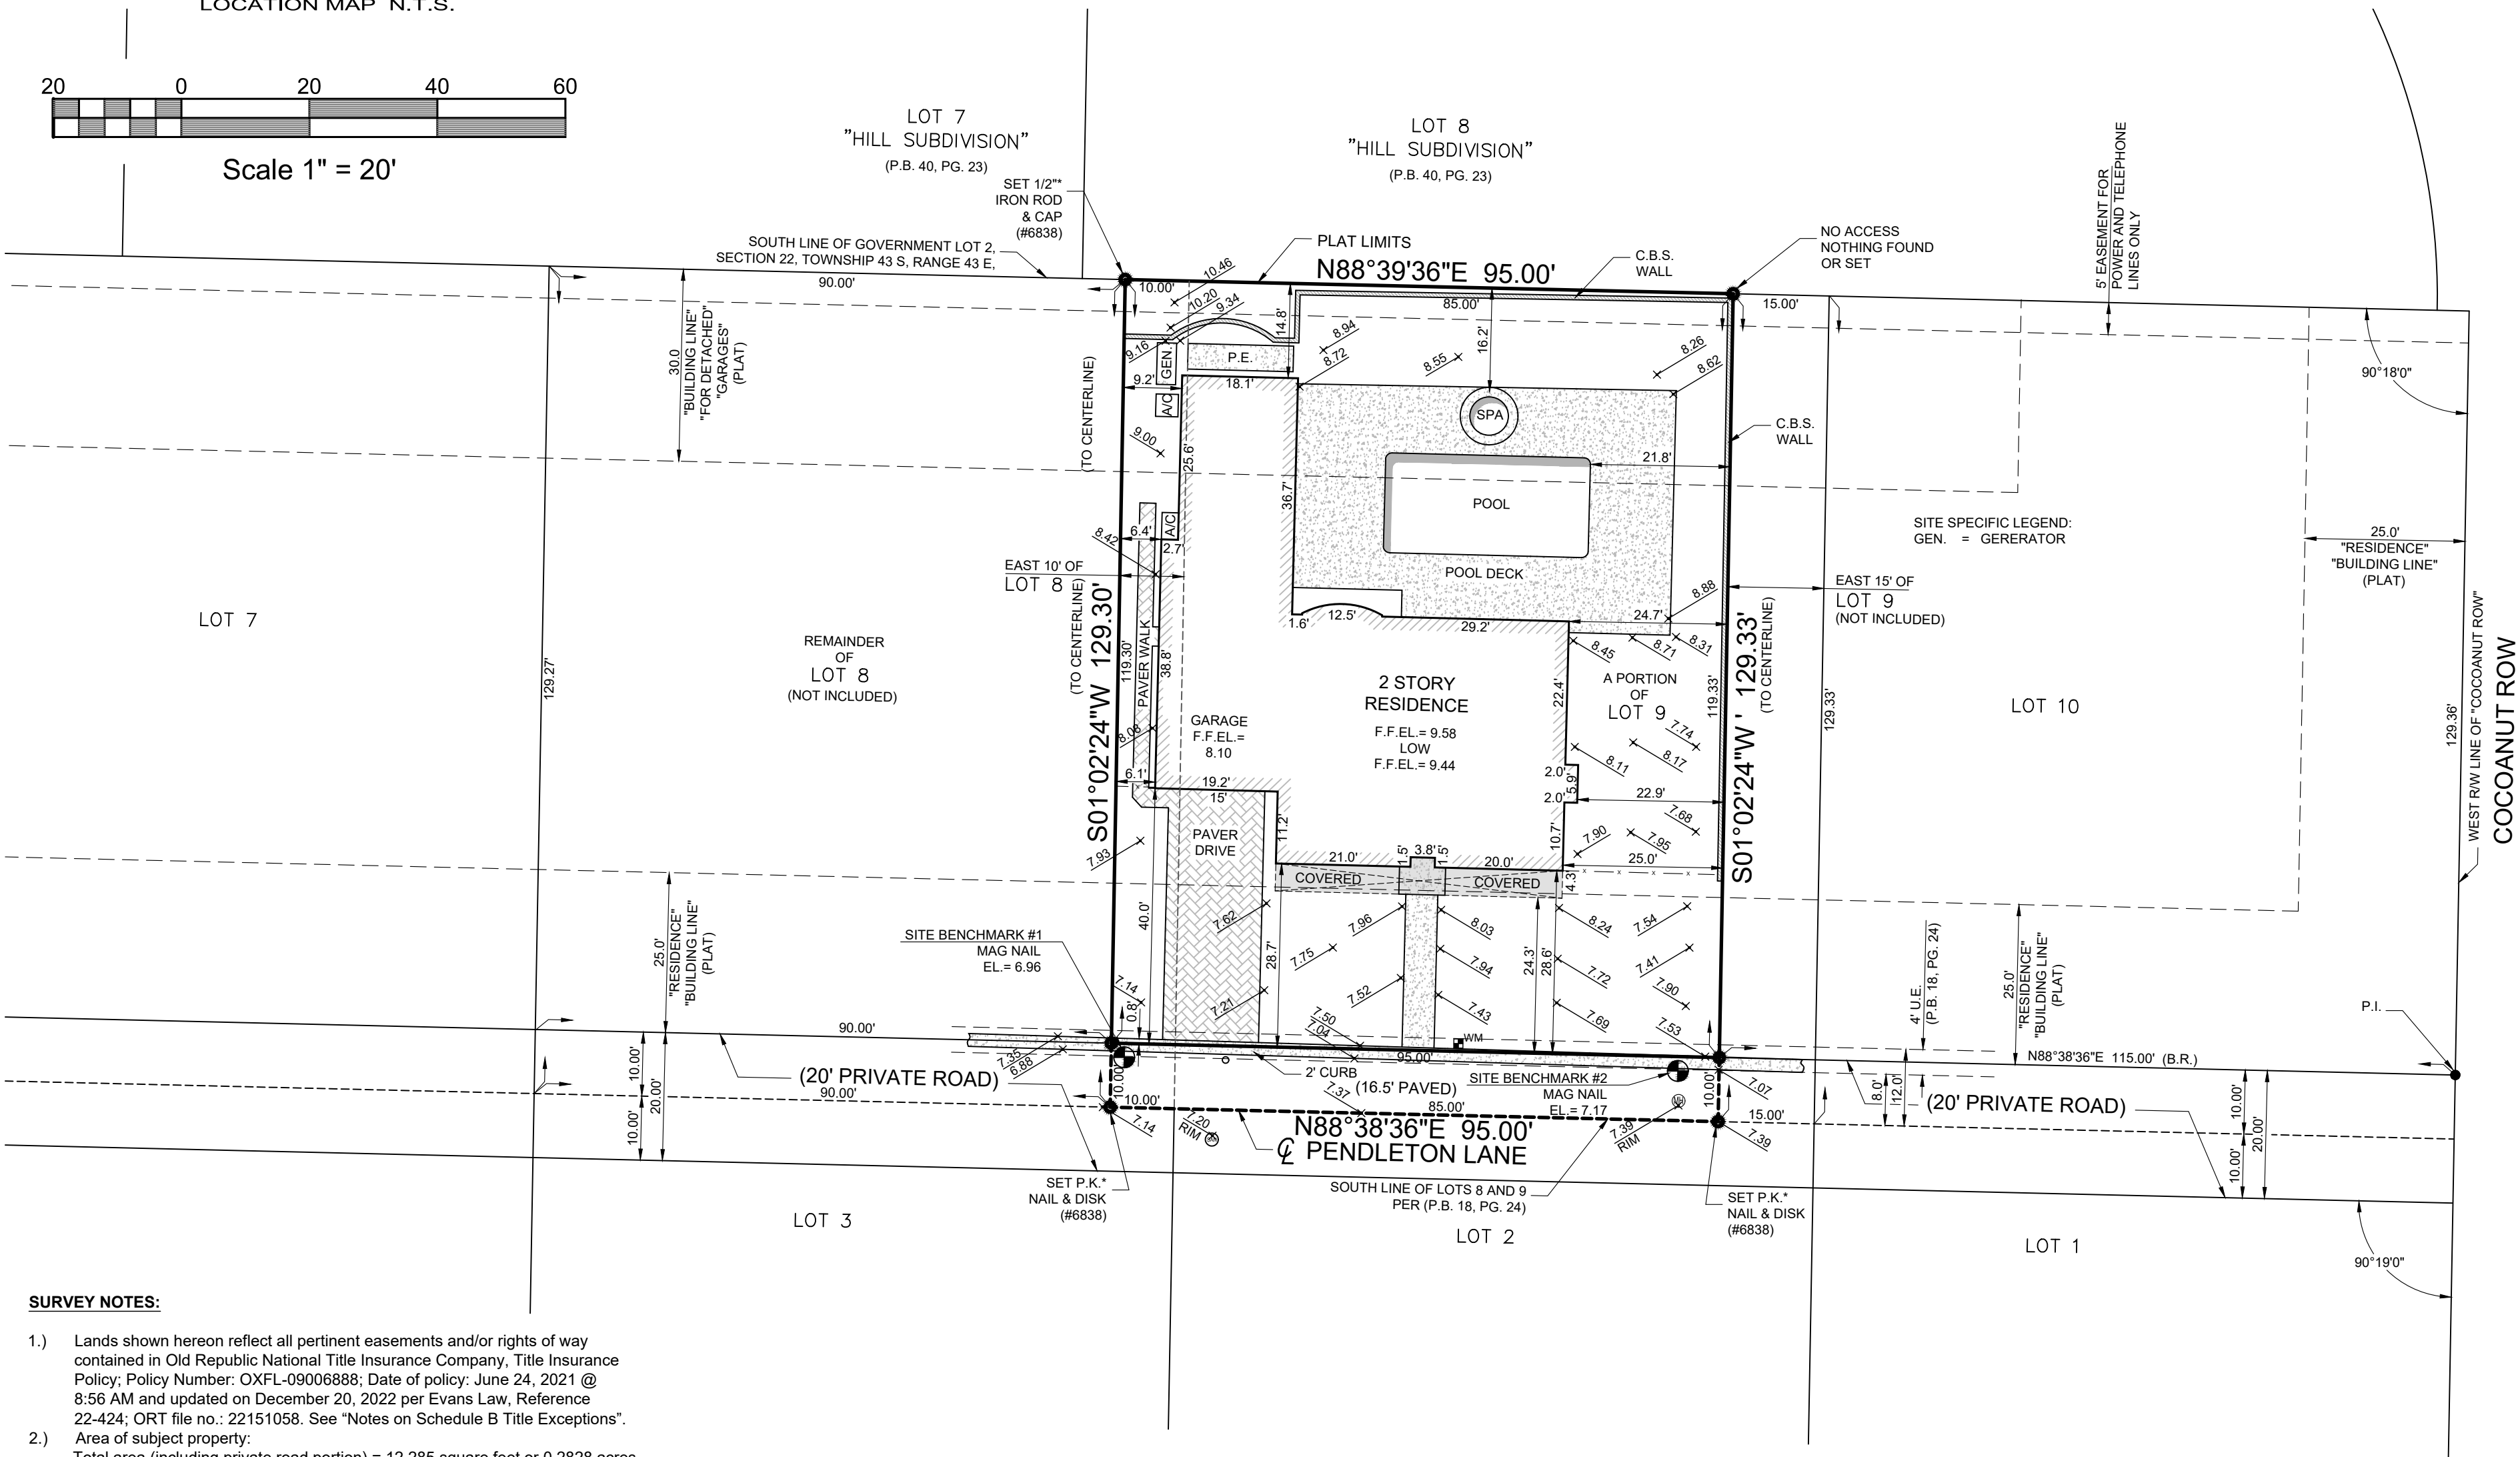 LOCATION MAP N.T.S.
20 0 20 40 60
Scale 1" = 20'
LOT 7
"HILL SUBDIVISION"
(P.B. 40, PG. 23)
LOT 8
"HILL SUBDIVISION"
(P.B. 40, PG. 23)
SET 1/2"*
IRON ROD
& CAP
(#6838)
SOUTH LINE OF GOVERNMENT LOT 2,
SECTION 22, TOWNSHIP 43 S, RANGE 43 E,
PLAT LIMITS
N88°39'36"E 95.00'
C.B.S.
WALL
NO ACCESS
NOTHING FOUND
OR SET
5' EASEMENT FOR
POWER AND TELEPHONE
LINES ONLY
90.00'
10.00'
85.00'
15.00'
10.46
10.20
9.34
14.8'
16.2'
8.94
8.72
8.55
8.26
8.62
9.16
GEN.
P.E.
9.2'
18.1'
A/C
9.00
25.6'
36.7'
SPA
C.B.S.
WALL
21.8'
POOL
POOL DECK
90°18'0"
30.0
"BUILDING LINE"
"FOR DETACHED"
"GARAGES"
(PLAT)
(TO CENTERLINE)
6.4'
A/C
2.7'
8.42
EAST 10' OF
LOT 8
SITE SPECIFIC LEGEND:
GEN. = GERERATOR
25.0'
"RESIDENCE"
"BUILDING LINE"
(PLAT)
EAST 15' OF
LOT 9
(NOT INCLUDED)
LOT 7
129.27'
REMAINDER
OF
LOT 8
(NOT INCLUDED)
(TO CENTERLINE)
S01°02'24"W 129.30'
119.30'
PAVER WALK
38.8'
8.08
6.1'
1.6'
12.5'
29.2'
24.7'
8.88
8.45
8.71
8.31
2 STORY
RESIDENCE
F.F.EL.= 9.58
LOW
F.F.EL.= 9.44
GARAGE
F.F.EL.=
8.10
22.4'
A PORTION
OF
LOT 9
7.74
8.17
8.11
119.33'
S01°02'24"W ' 129.33'
(TO CENTERLINE)
129.33'
LOT 10
129.36'
WEST R/W LINE OF "COCOANUT ROW"
COCOANUT ROW
2.0'
5.9'
2.0'
22.9'
19.2'
15'
PAVER
DRIVE
11.2'
10.7'
7.90
7.95
7.68
7.93
21.0'
1.5'
3.8'
1.5'
20.0'
25.0'
COVERED
COVERED
4.3'
40.0'
28.7'
24.3'
28.6'
7.62
7.96
8.03
8.24
7.54
7.75
7.94
7.72
7.41
7.52
7.43
7.69
7.90
7.21
7.50
7.04
7.53
7.14
0.8'
SITE BENCHMARK #1
MAG NAIL
EL.= 6.96
25.0'
"RESIDENCE"
"BUILDING LINE"
(PLAT)
4' U.E.
(P.B. 18, PG. 24)
25.0'
"RESIDENCE"
"BUILDING LINE"
(PLAT)
P.I.
90.00'
7.35
6.88
WM
95.00'
N88°38'36"E 115.00' (B.R.)
10.00'
20.00'
10.00'
(20' PRIVATE ROAD)
90.00'
10.00'
2' CURB
(16.5' PAVED)
7.37
SITE BENCHMARK #2
MAG NAIL
EL.= 7.17
10.00'
7.07
8.0'
12.0'
(20' PRIVATE ROAD)
10.00'
20.00'
10.00'
10.00'
85.00'
15.00'
7.14
7.20
RIM
7.39
RIM
7.39
N88°38'36"E 95.00'
PENDLETON LANE
SET P.K.*
NAIL & DISK
(#6838)
SOUTH LINE OF LOTS 8 AND 9
PER (P.B. 18, PG. 24)
SET P.K.*
NAIL & DISK
(#6838)
LOT 3
LOT 2
LOT 1
90°19'0"
SURVEY NOTES:
1.) Lands shown hereon reflect all pertinent easements and/or rights of way
contained in Old Republic National Title Insurance Company, Title Insurance
Policy; Policy Number: OXFL-09006888; Date of policy: June 24, 2021 @
8:56 AM and updated on December 20, 2022 per Evans Law, Reference
22-424; ORT file no.: 22151058. See “Notes on Schedule B Title Exceptions”.
2.) Area of subject property:
Total area (including private road portion) = 12,285 square feet or 0.2828 acres